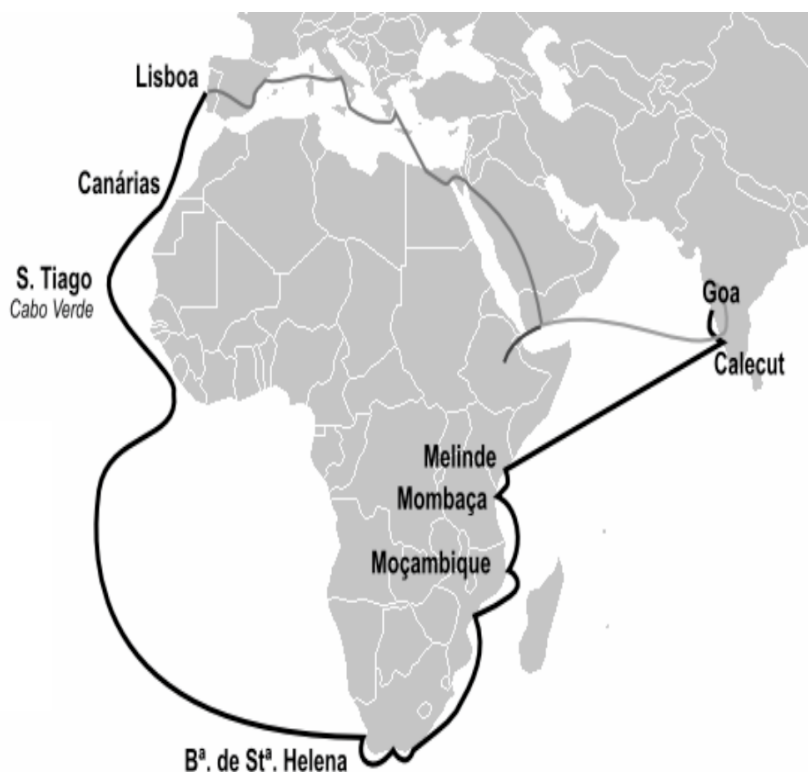 Lisboa
Canárias
S. Tiago
Cabo Verde
Goa
Calecut
Melinde
Mombaça
Moçambique
Bª. de Stª. Helena